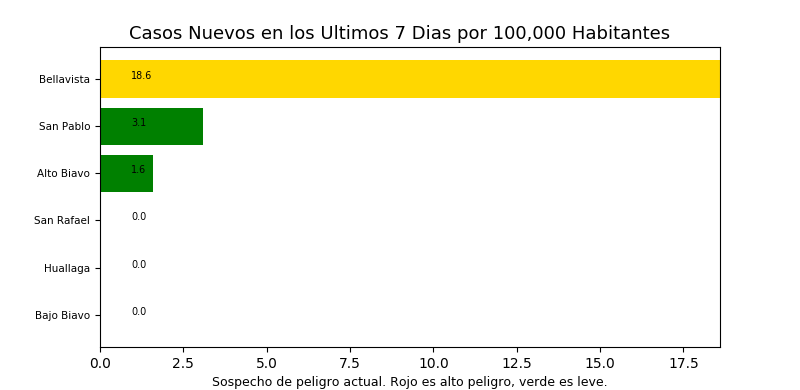 Casos Nuevos en los Ultimos 7 Dias por 100,000 Habitantes
Bellavista 18.6
San Pablo 3.1
Alto Biavo 1.6
San Rafael 0.0
Huallaga 0.0
Bajo Biavo 0.0
0.0 2.5 5.0 7.5 10.0 12.5 15.0 17.5
Sospecho de peligro actual. Rojo es alto peligro, verde es leve.